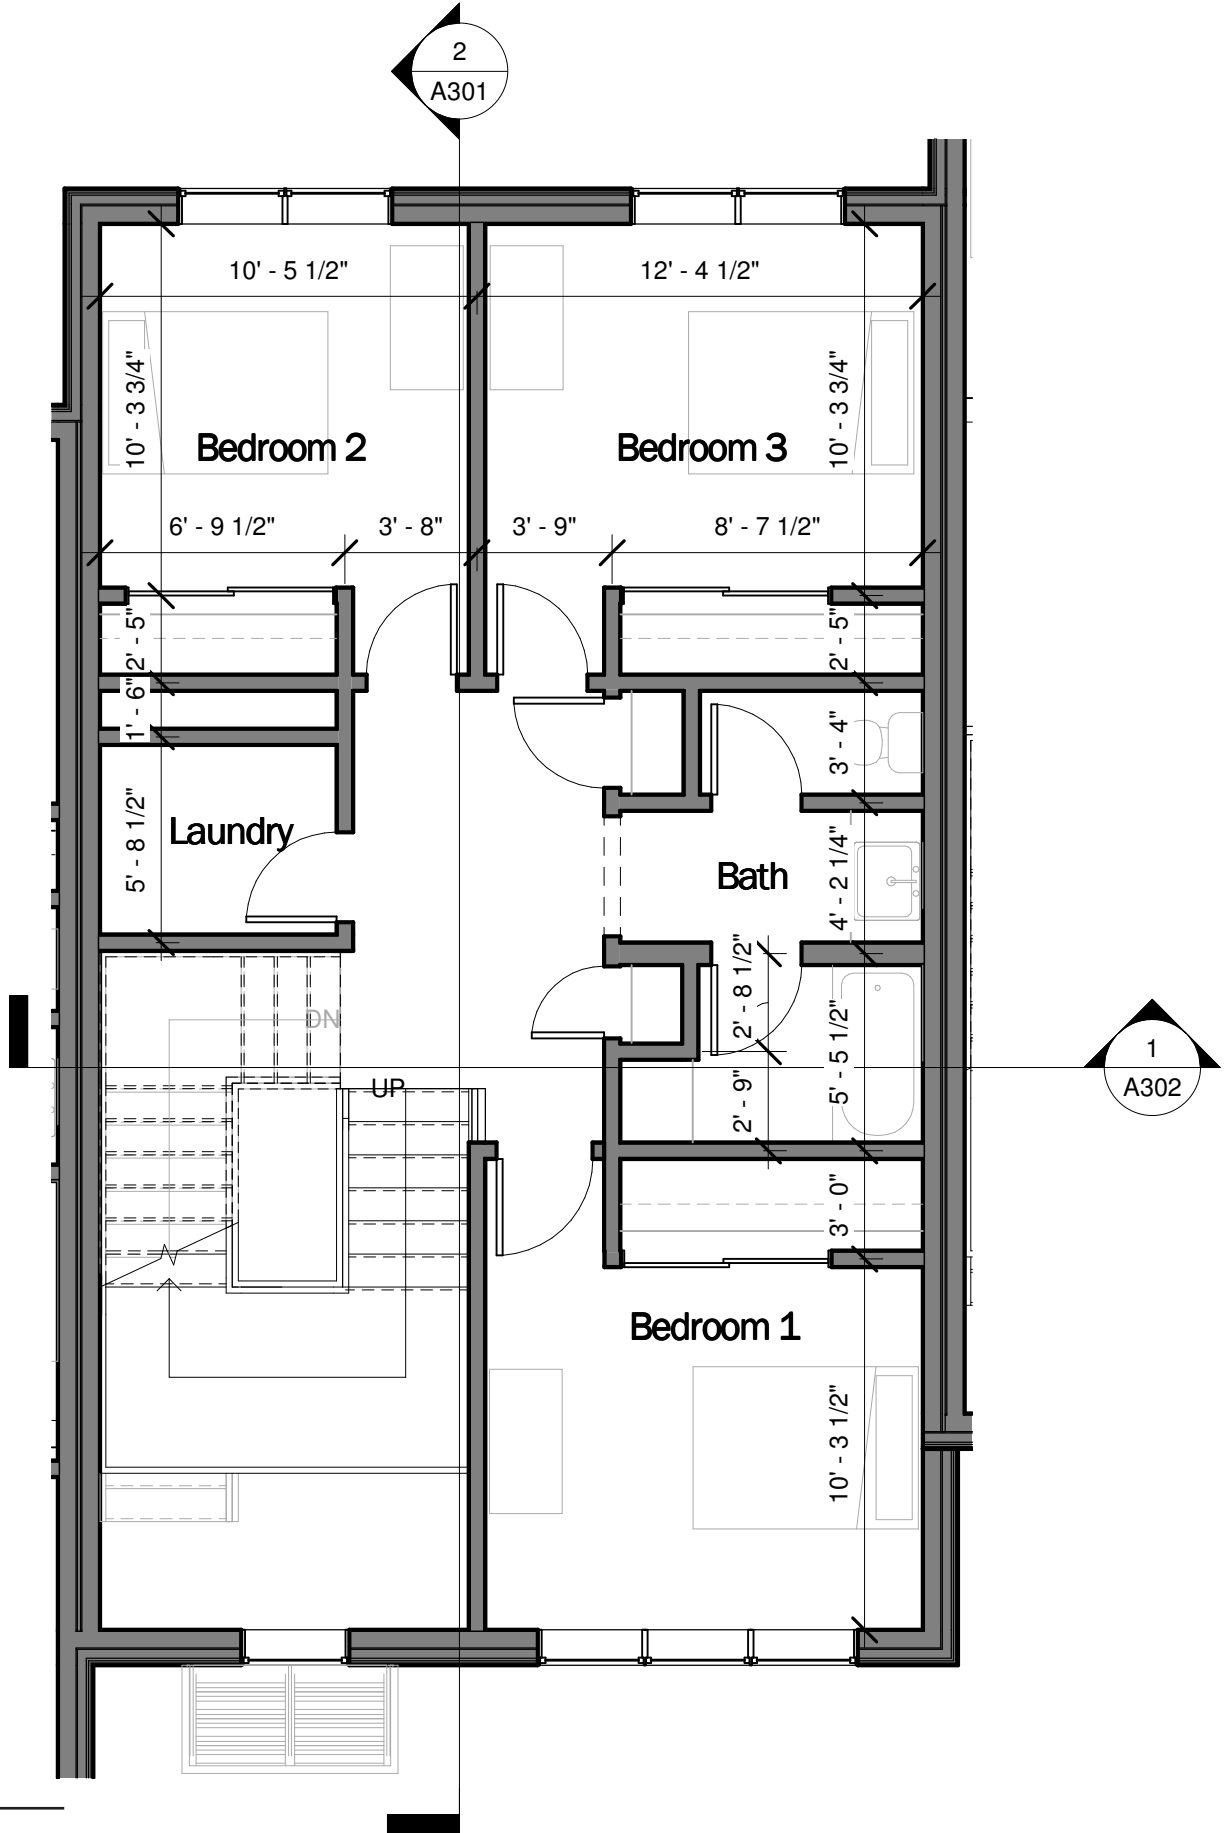 2
A301
10' - 5 1/2"
12' - 4 1/2"
10' - 3 3/4"
10' - 3 3/4"
Bedroom 2
Bedroom 3
6' - 9 1/2"
3' - 8"
3' - 9"
8' - 7 1/2"
2' - 5"
2' - 5"
1' - 6"
3' - 4"
5' - 8 1/2"
Laundry
Bath
4' - 2 1/4"
2' - 8 1/2"
DN
5' - 5 1/2"
UP
2' - 9"
1
A302
3' - 0"
Bedroom 1
10' - 3 1/2"